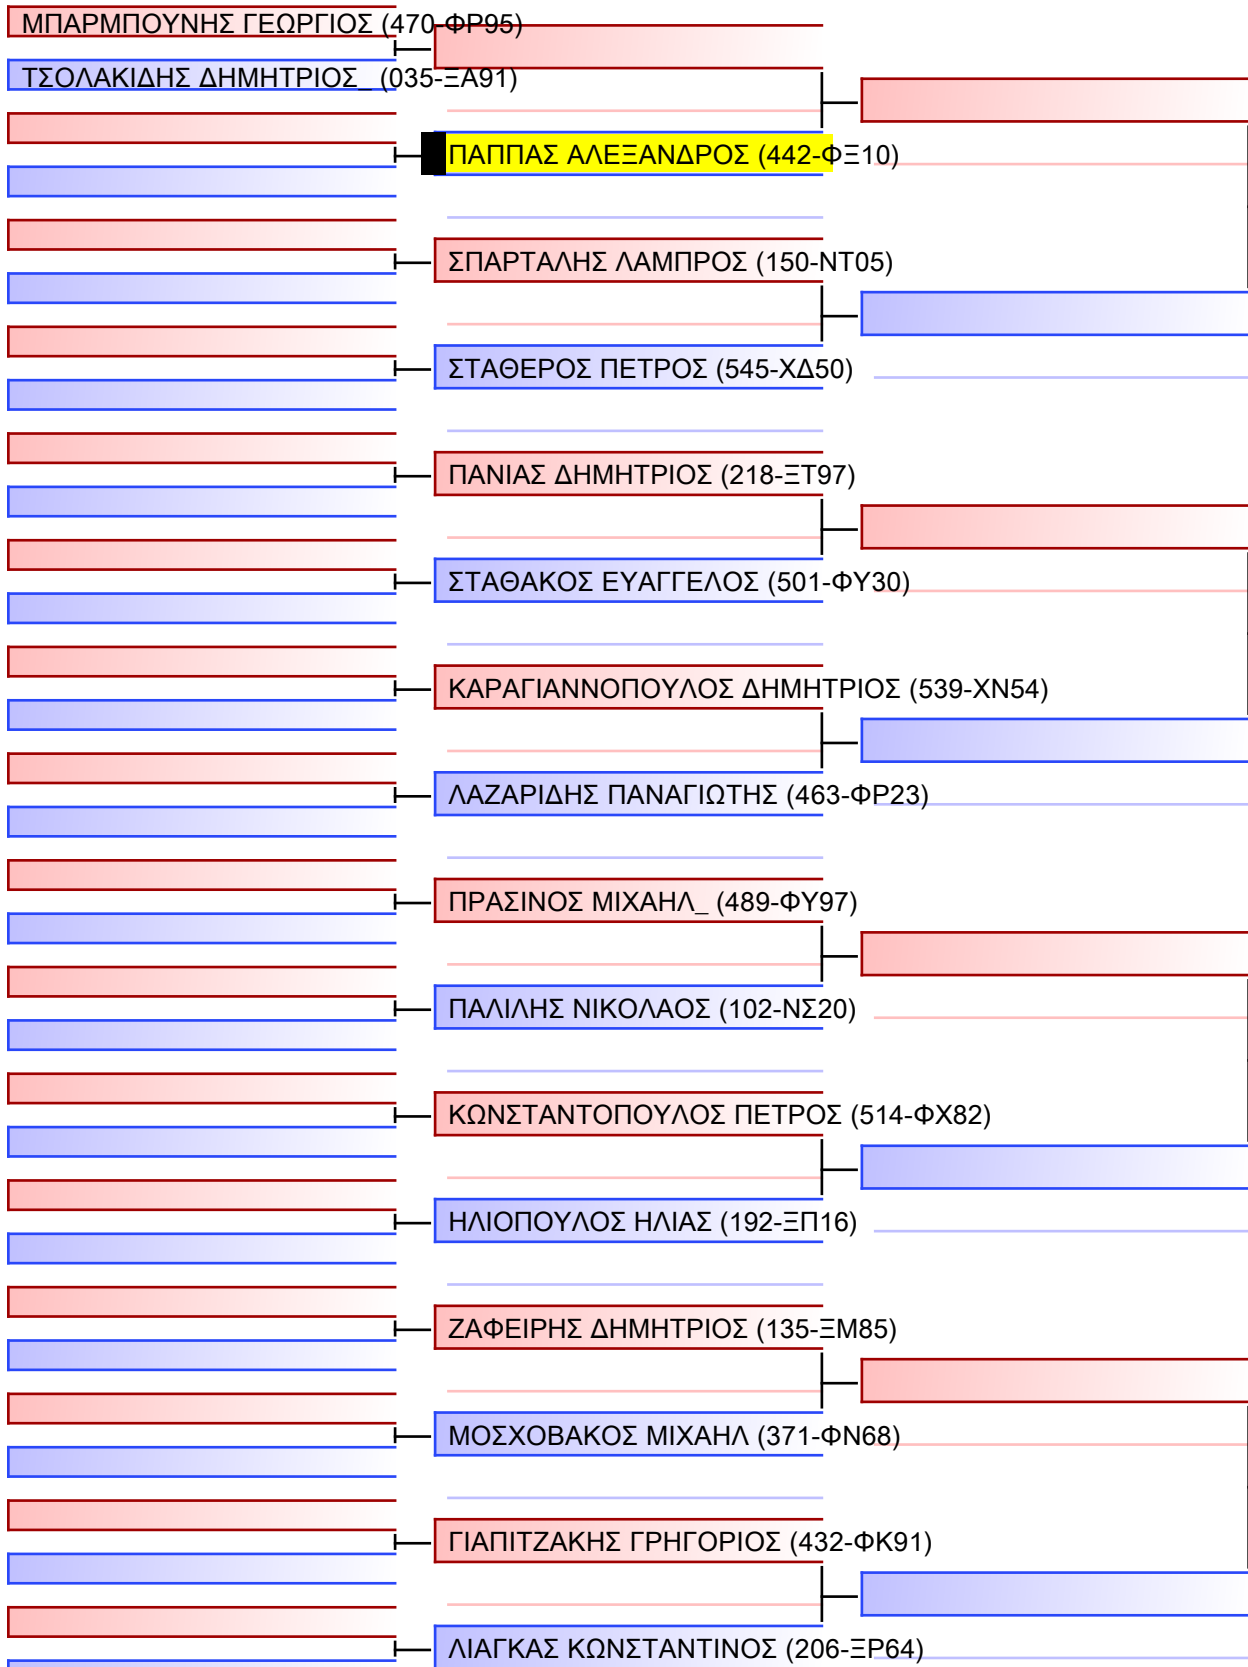 ΜΠΑΡΜΠΟΥΝΗΣ ΓΕΩΡΓΙΟΣ (470-ΦΡ95)
ΤΣΟΛΑΚΙΔΗΣ ΔΗΜΗΤΡΙΟΣ_ (035-ΞΑ91)
ΠΑΠΠΑΣ ΑΛΕΞΑΝΔΡΟΣ (442-ΦΞ10)
ΣΠΑΡΤΑΛΗΣ ΛΑΜΠΡΟΣ (150-ΝΤ05)
ΣΤΑΘΕΡΟΣ ΠΕΤΡΟΣ (545-ΧΔ50)
ΠΑΝΙΑΣ ΔΗΜΗΤΡΙΟΣ (218-ΞΤ97)
ΣΤΑΘΑΚΟΣ ΕΥΑΓΓΕΛΟΣ (501-ΦΥ30)
ΚΑΡΑΓΙΑΝΝΟΠΟΥΛΟΣ ΔΗΜΗΤΡΙΟΣ (539-ΧΝ54)
ΛΑΖΑΡΙΔΗΣ ΠΑΝΑΓΙΩΤΗΣ (463-ΦΡ23)
ΠΡΑΣΙΝΟΣ ΜΙΧΑΗΛ_ (489-ΦΥ97)
ΠΑΛΙΛΗΣ ΝΙΚΟΛΑΟΣ (102-ΝΣ20)
ΚΩΝΣΤΑΝΤΟΠΟΥΛΟΣ ΠΕΤΡΟΣ (514-ΦΧ82)
ΗΛΙΟΠΟΥΛΟΣ ΗΛΙΑΣ (192-ΞΠ16)
ΖΑΦΕΙΡΗΣ ΔΗΜΗΤΡΙΟΣ (135-ΞΜ85)
ΜΟΣΧΟΒΑΚΟΣ ΜΙΧΑΗΛ (371-ΦΝ68)
ΓΙΑΠΙΤΖΑΚΗΣ ΓΡΗΓΟΡΙΟΣ (432-ΦΚ91)
ΛΙΑΓΚΑΣ ΚΩΝΣΤΑΝΤΙΝΟΣ (206-ΞΡ64)